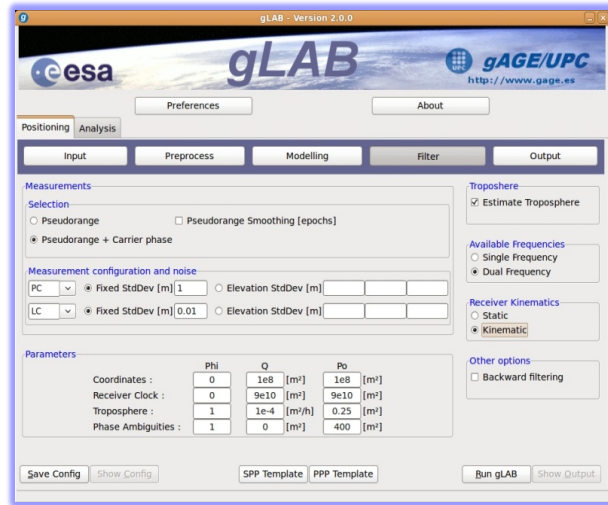 gLAB - Version 2.0.0
esa
gLAB
UPC
gAGE/UPC
http://www.gage.es
Preferences
About
Positioning
Analysis
Input
Preprocess
Modelling
Filter
Output
Measurements
Selection
Pseudorange
Pseudorange Smoothing [epochs]
Pseudorange + Carrier phase
Measurement configuration and noise
PC Fixed StdDev [m] 1 Elevation StdDev [m]
LC Fixed StdDev [m] 0.01 Elevation StdDev [m]
Troposhere
Estimate Troposphere
Available Frequencies
Single Frequency
Dual Frequency
Receiver Kinematics
Static
Kinematic
Other options
Backward filtering
Parameters
Phi Q Po
Coordinates : 0 1e8 [m²] 1e8 [m²]
Receiver Clock : 0 9e10 [m²] 9e10 [m²]
Troposphere : 1 1e-4 [m²/h] 0.25 [m²]
Phase Ambiguities : 1 0 [m²] 400 [m²]
Save Config
Show Config
SPP Template
PPP Template
Run gLAB
Show Output